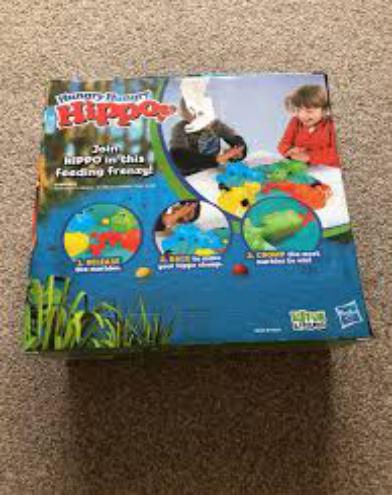 Hungry Hungry
Hippos
Join
HIPPO in this
feeding frenzy!
1. RELEASE
the marbles.
2. RACE to make
your hippo chomp.
3. CHOMP the most
marbles to win!
Hasbro